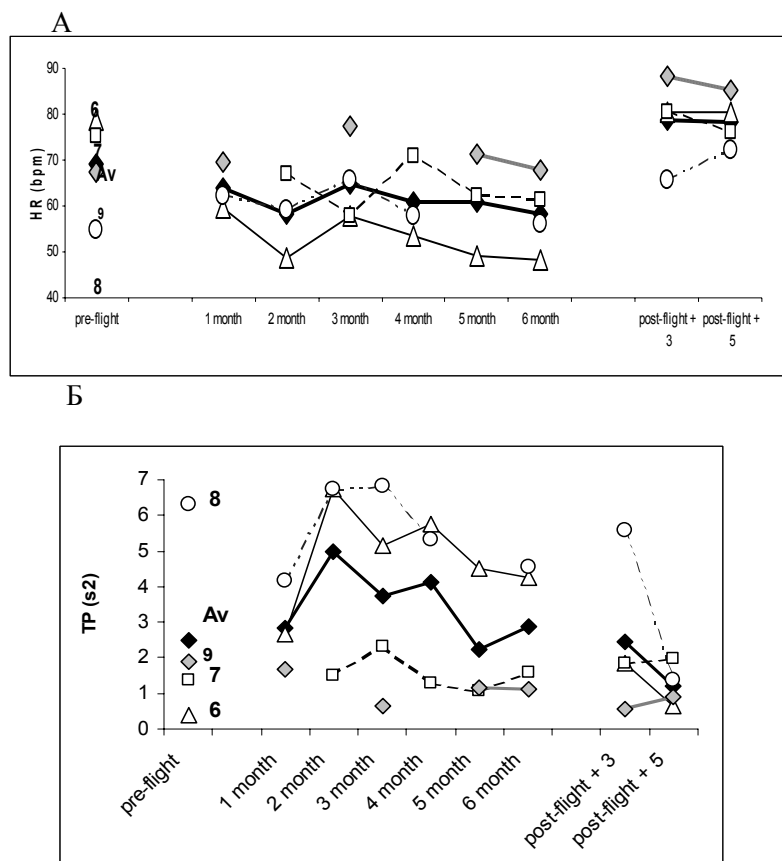 А
90
80
70
60
50
40
HR (bpm)
6
7
Av
9
8
pre-flight
1 month
2 month
3 month
4 month
5 month
6 month
post-flight +
3
post-flight +
5
Б
7
6
5
4
3
2
1
0
TP (s2)
8
Av
9
7
6
pre-flight
1 month
2 month
3 month
4 month
5 month
6 month
post-flight + 3
post-flight + 5